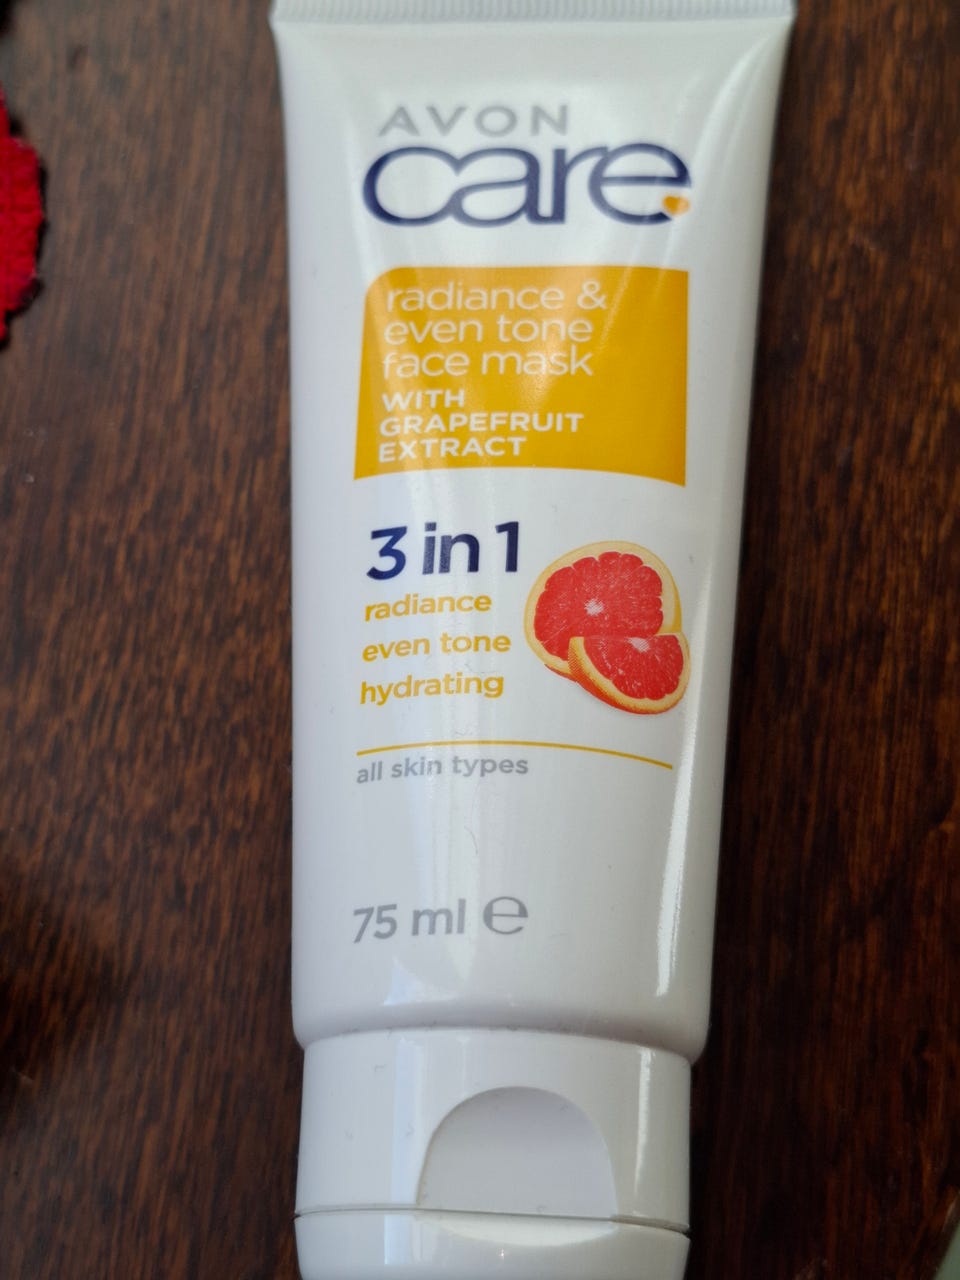 AVON
care
radiance &
even tone
face mask
WITH
GRAPEFRUIT
EXTRACT
3 in 1
radiance
even tone
hydrating
all skin types
75 ml ℮